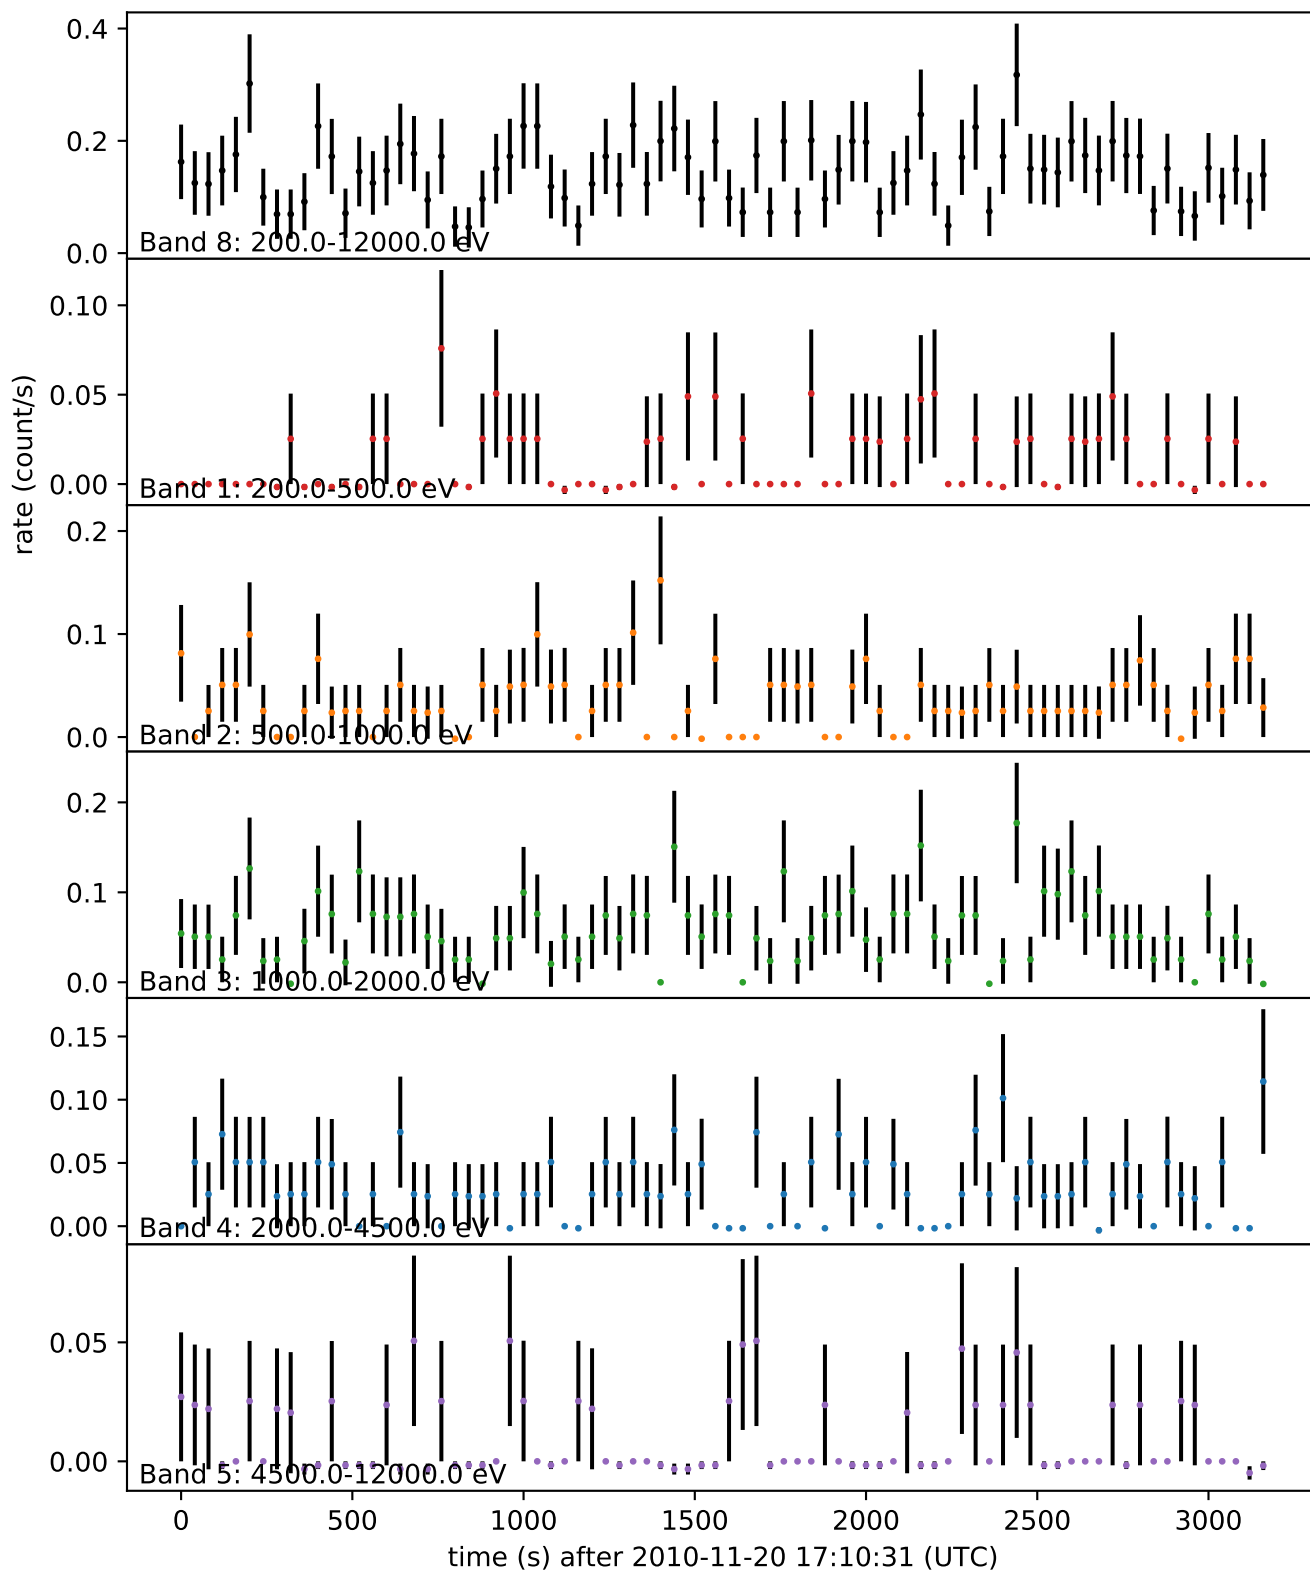 0.4
0.2
0.0
Band 8: 200.0-12000.0 eV
0.10
0.05
0.00
Band 1: 200.0-500.0 eV
rate (count/s)
0.2
0.1
0.0
Band 2: 500.0-1000.0 eV
0.2
0.1
0.0
Band 3: 1000.0-2000.0 eV
0.15
0.10
0.05
0.00
Band 4: 2000.0-4500.0 eV
0.05
0.00
Band 5: 4500.0-12000.0 eV
0 500 1000 1500 2000 2500 3000
time (s) after 2010-11-20 17:10:31 (UTC)